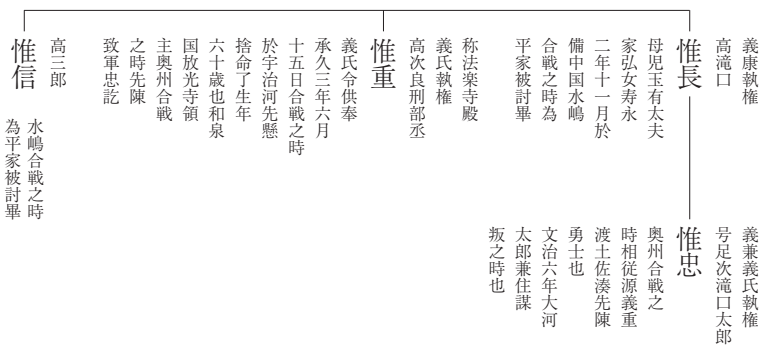 義康執権
高滝口
惟長
母児玉有太夫
家弘女寿永
二年十一月於
備中国水嶋
合戦之時為
平家被討畢
義兼義氏執権
号足次滝口太郎
惟忠
奥州合戦之
時相従源義重
渡土佐湊先陳
勇士也
文治六年大河
太郎兼住謀
叛之時也
称法楽寺殿
義氏執権
高次良刑部丞
惟重
義氏令供奉
承久三年六月
十五日合戦之時
於宇治河先懸
捨命了生年
六十歳也和泉
国放光寺領
主奥州合戦
之時先陳
致軍忠訖
高三郎
惟信
水嶋合戦之時
為平家被討畢